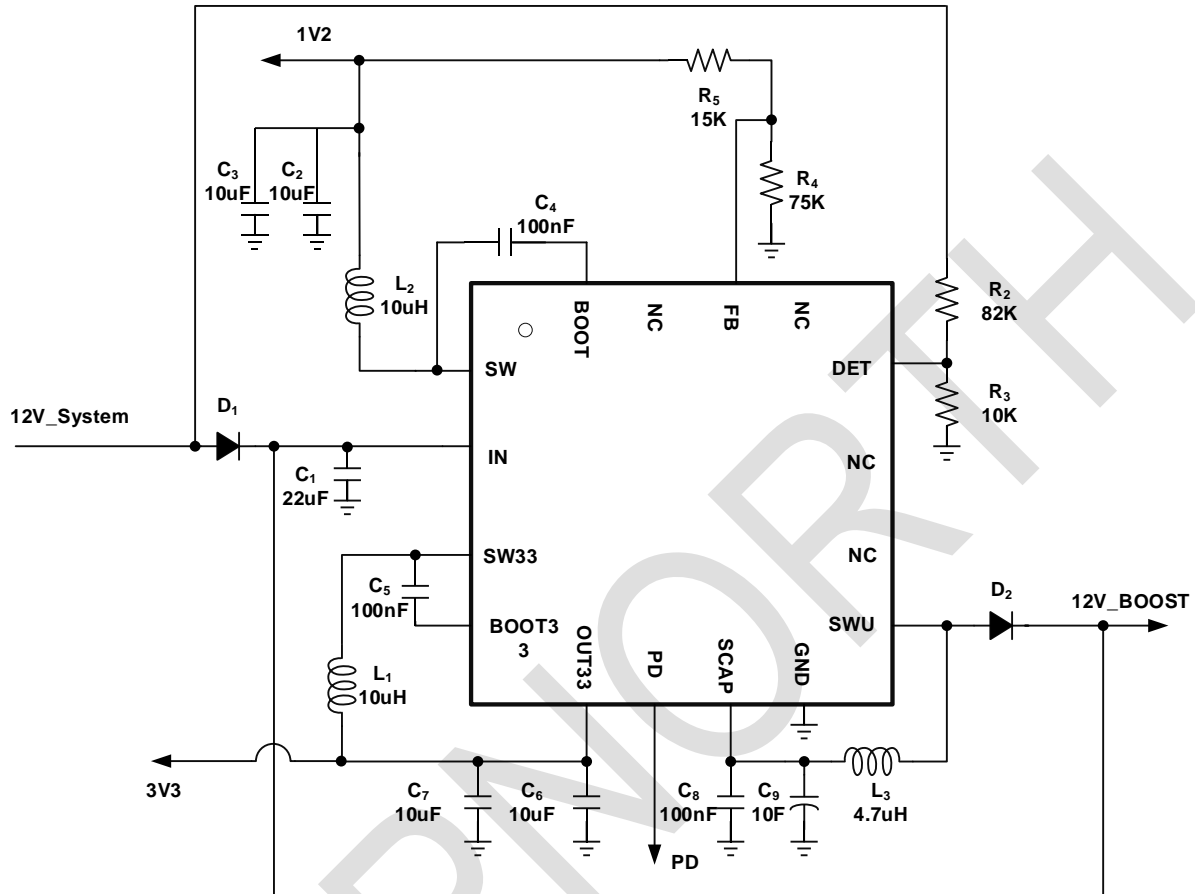 1V2
R5
15K
C3
10uF
C2
10uF
R4
75K
C4
100nF
L2
10uH
BOOT
NC
FB
NC
R2
82K
SW
DET
12V_System
D1
R3
10K
IN
NC
C1
22uF
SW33
NC
C5
100nF
D2
12V_BOOST
BOOT3
3
OUT33
PD
SCAP
GND
SWU
L1
10uH
3V3
C7
10uF
C6
10uF
C8
100nF
C9
10F
L3
4.7uH
PD
PNORTH